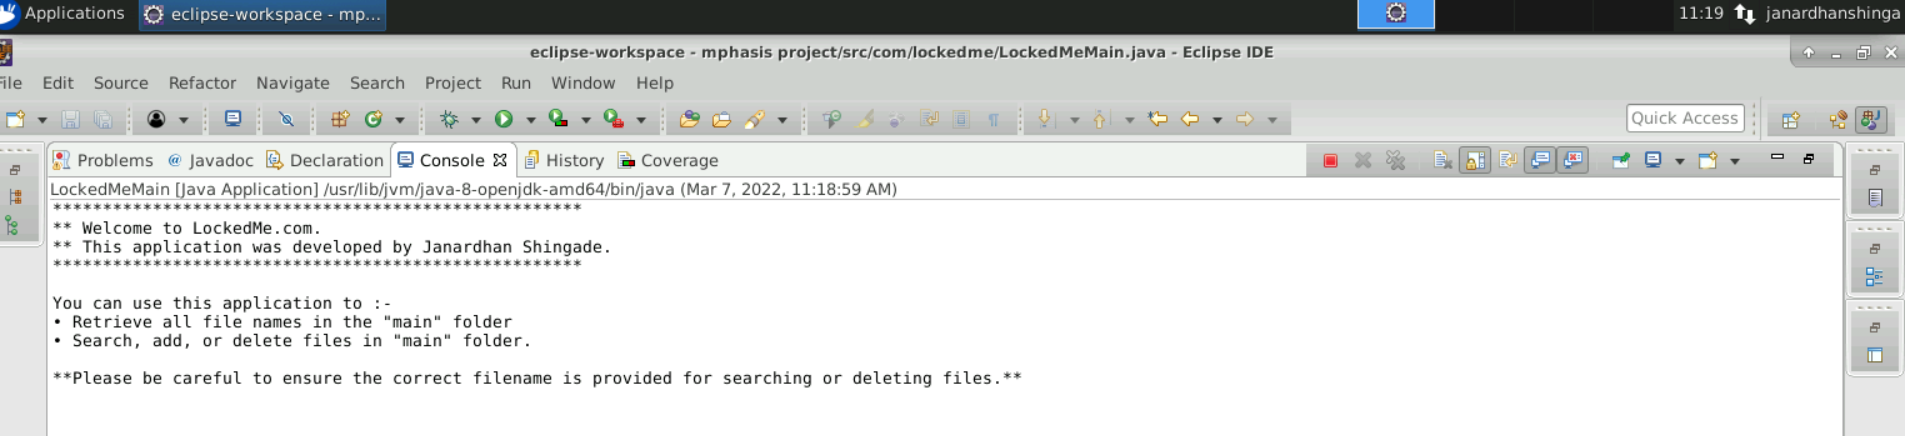 Applications eclipse-workspace - mp... 11:19 janardhanshinga
eclipse-workspace - mphasis project/src/com/lockedme/LockedMeMain.java - Eclipse IDE
File Edit Source Refactor Navigate Search Project Run Window Help
Quick Access
Problems @ Javadoc Declaration Console History Coverage
LockedMeMain [Java Application] /usr/lib/jvm/java-8-openjdk-amd64/bin/java (Mar 7, 2022, 11:18:59 AM)
*****************************************************
** Welcome to LockedMe.com.
** This application was developed by Janardhan Shingade.
*****************************************************
You can use this application to :-
• Retrieve all file names in the "main" folder
• Search, add, or delete files in "main" folder.
**Please be careful to ensure the correct filename is provided for searching or deleting files.**